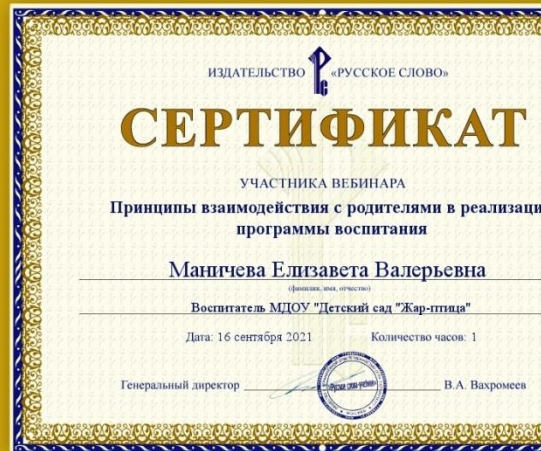 ИЗДАТЕЛЬСТВО «РУССКОЕ СЛОВО»
СЕРТИФИКАТ
УЧАСТНИКА ВЕБИНАРА
Принципы взаимодействия с родителями в реализаци
программы воспитания
Маничева Елизавета Валерьевна
(фамилия, имя, отчество)
Воспитатель МДОУ "Детский сад "Жар-птица"
Дата: 16 сентября 2021 Количество часов: 1
Генеральный директор В.А. Вахромеев